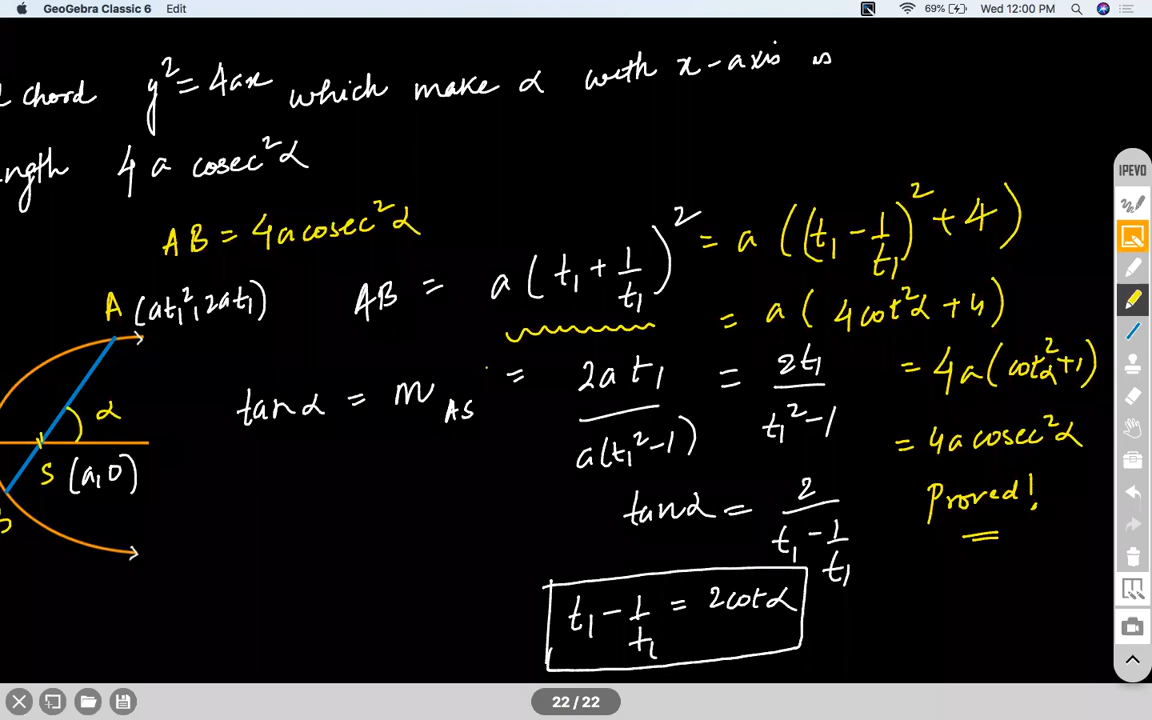 GeoGebra Classic 6 Edit 69% Wed 12:00 PM
chord y² = 4ax which make α with x-axis is
4 a cosec²α
AB = 4a cosec²α
AB = a(t₁ + 1/t₁)² = a((t₁ - 1/t₁)² + 4)
= a(4cot²α + 4)
= 4a(cot²α + 1)
= 4a cosec²α
Proved!
A (at₁², 2at₁)
α
S (a, 0)
tanα = m_AS = 2at₁/a(t₁² - 1) = 2t₁/t₁² - 1
tanα = 2/t₁ - 1/t₁
t₁ - 1/t₁ = 2cotα
IPEVO
22 / 22